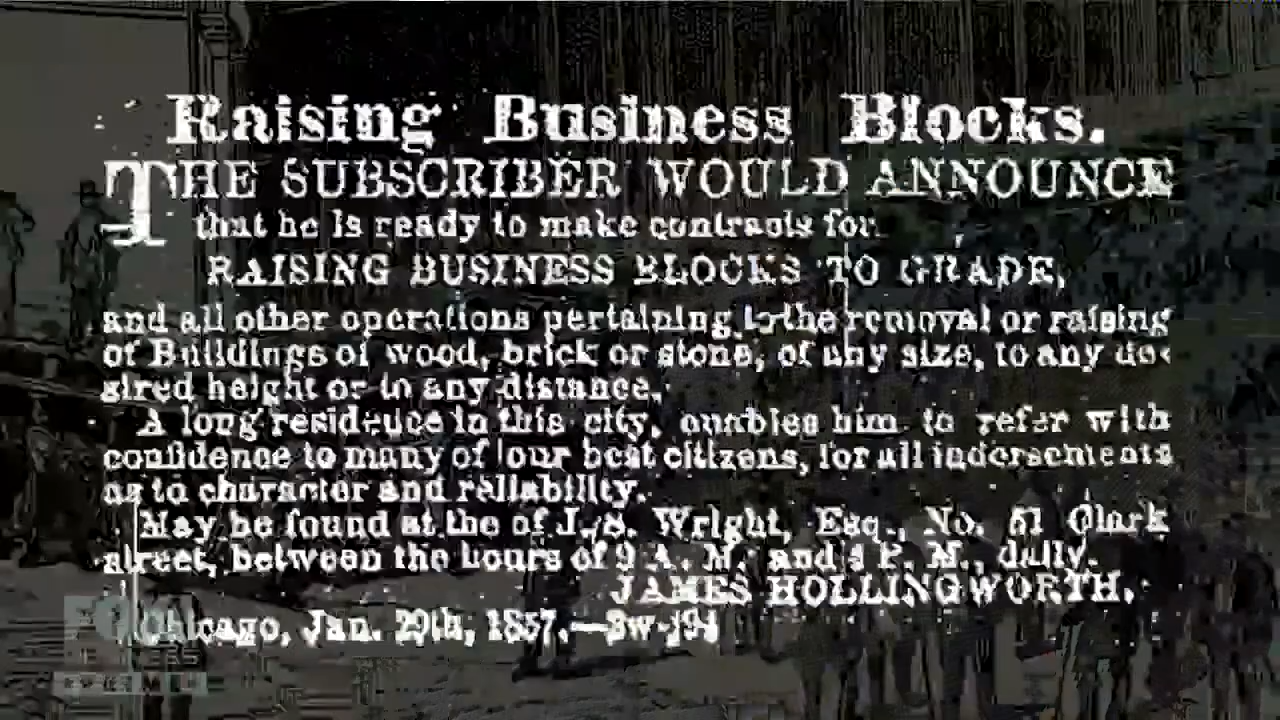 Raising Business Blocks.
THE SUBSCRIBER WOULD ANNOUNCE
that he is ready to make contracts for
RAISING BUSINESS BLOCKS TO GRADE,
and all other operations pertaining to the removal or raising
of Buildings of wood, brick or stone, of any size, to any de-
sired height or to any distance.
A long residence in this city, enables him to refer with
confidence to many of our best citizens, for all indorsements
as to character and reliability.
May be found at the of J. S. Wright, Esq., No. 51 Clark
street, between the hours of 9 A. M. and 4 P. M., daily.
JAMES HOLLINGWORTH.
Chicago, Jan. 29th, 1857.